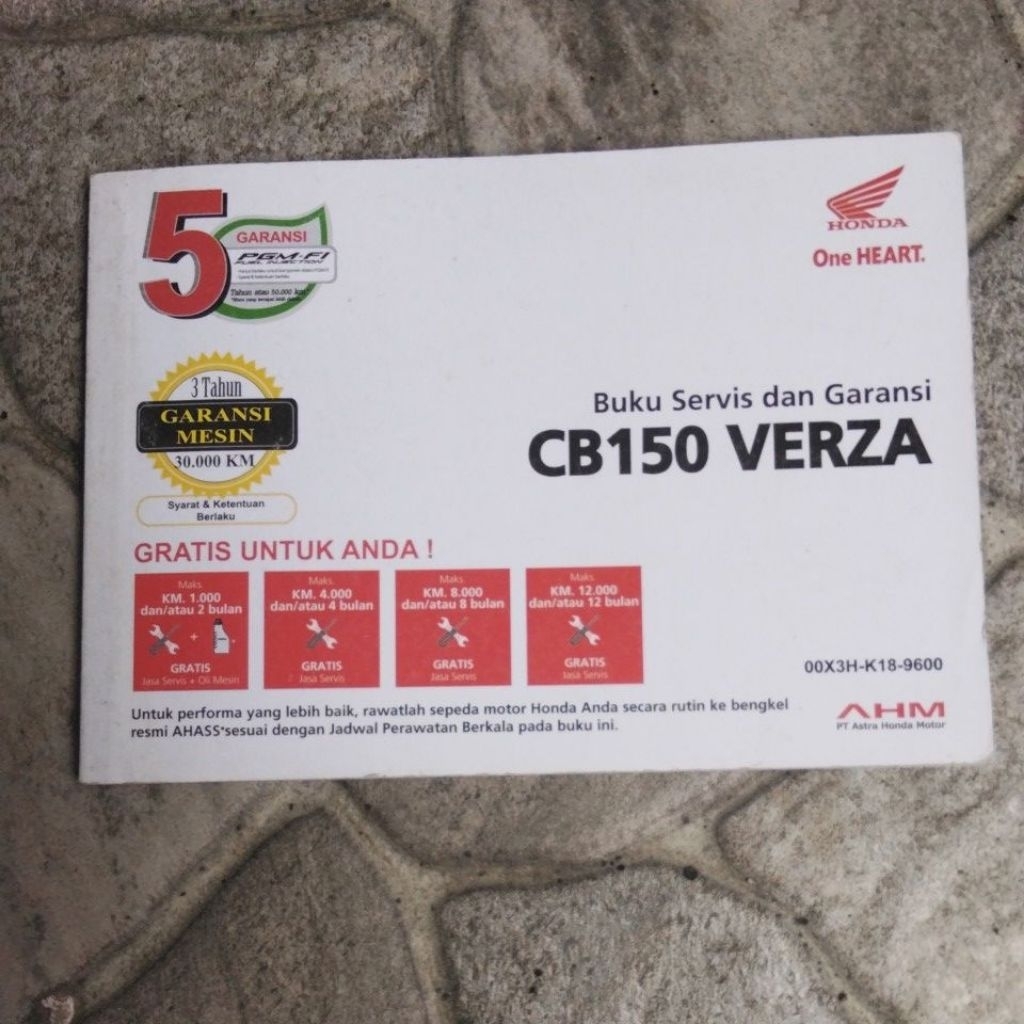 5
GARANSI
PGM-FI
FUEL INJECTION
Tahun atau 50.000 km
HONDA
One HEART.
3 Tahun
GARANSI
MESIN
30.000 KM
Syarat & Ketentuan
Berlaku
Buku Servis dan Garansi
CB150 VERZA
GRATIS UNTUK ANDA !
Maks.
KM. 1.000
dan/atau 2 bulan
+
GRATIS
Jasa Servis + Oli Mesin
Maks.
KM. 4.000
dan/atau 4 bulan
GRATIS
Jasa Servis
Maks.
KM. 8.000
dan/atau 8 bulan
GRATIS
Jasa Servis
Maks.
KM. 12.000
dan/atau 12 bulan
GRATIS
Jasa Servis
00X3H-K18-9600
Untuk performa yang lebih baik, rawatlah sepeda motor Honda Anda secara rutin ke bengkel
resmi AHASS*sesuai dengan Jadwal Perawatan Berkala pada buku ini.
AHM
PT Astra Honda Motor